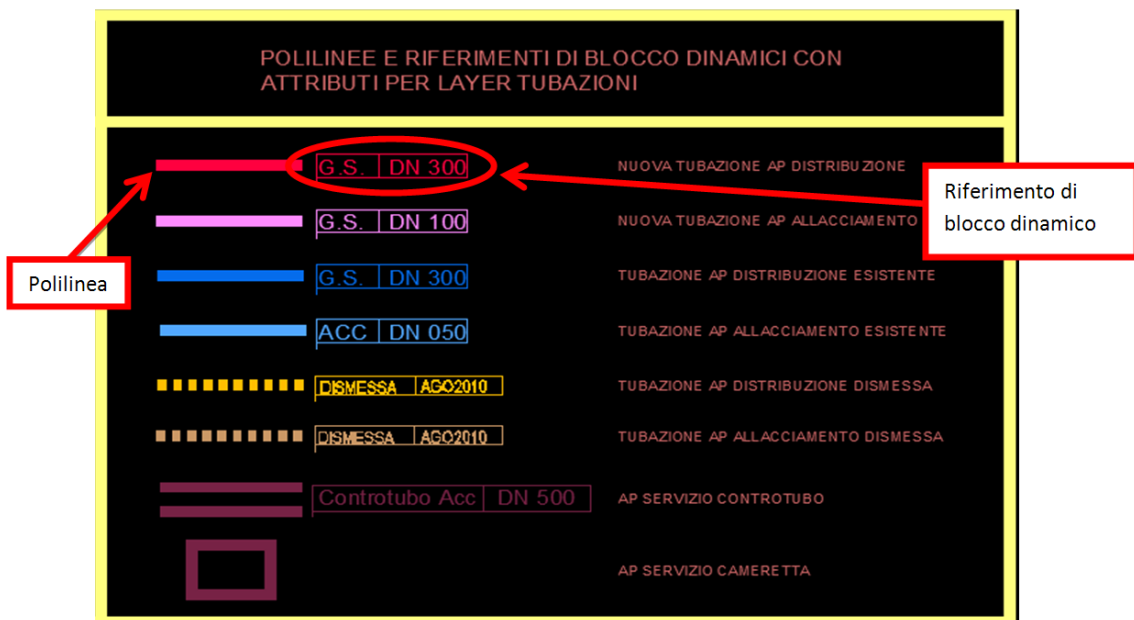 POLILINEE E RIFERIMENTI DI BLOCCO DINAMICI CON
ATTRIBUTI PER LAYER TUBAZIONI
G.S. DN 300 NUOVA TUBAZIONE AP DISTRIBUZIONE
Riferimento di
blocco dinamico
G.S. DN 100 NUOVA TUBAZIONE AP ALLACCIAMENTO
Polilinea
G.S. DN 300 TUBAZIONE AP DISTRIBUZIONE ESISTENTE
ACC DN 050 TUBAZIONE AP ALLACCIAMENTO ESISTENTE
DISMESSA AGO2010 TUBAZIONE AP DISTRIBUZIONE DISMESSA
DISMESSA AGO2010 TUBAZIONE AP ALLACCIAMENTO DISMESSA
Controtubo Acc DN 500 AP SERVIZIO CONTROTUBO
AP SERVIZIO CAMERETTA